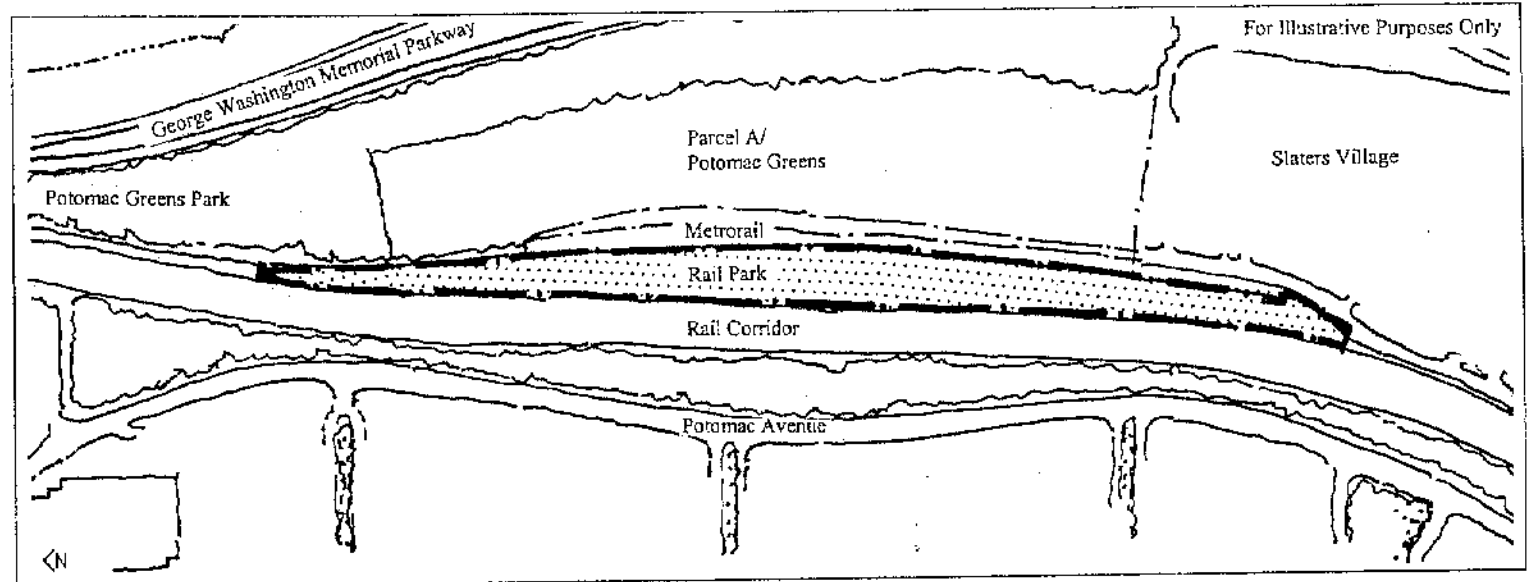 For Illustrative Purposes Only
George Washington Memorial Parkway
Parcel A/
Potomac Greens
Slaters Village
Potomac Greens Park
Metrorail
Rail Park
Rail Corridor
Potomac Avenue
N